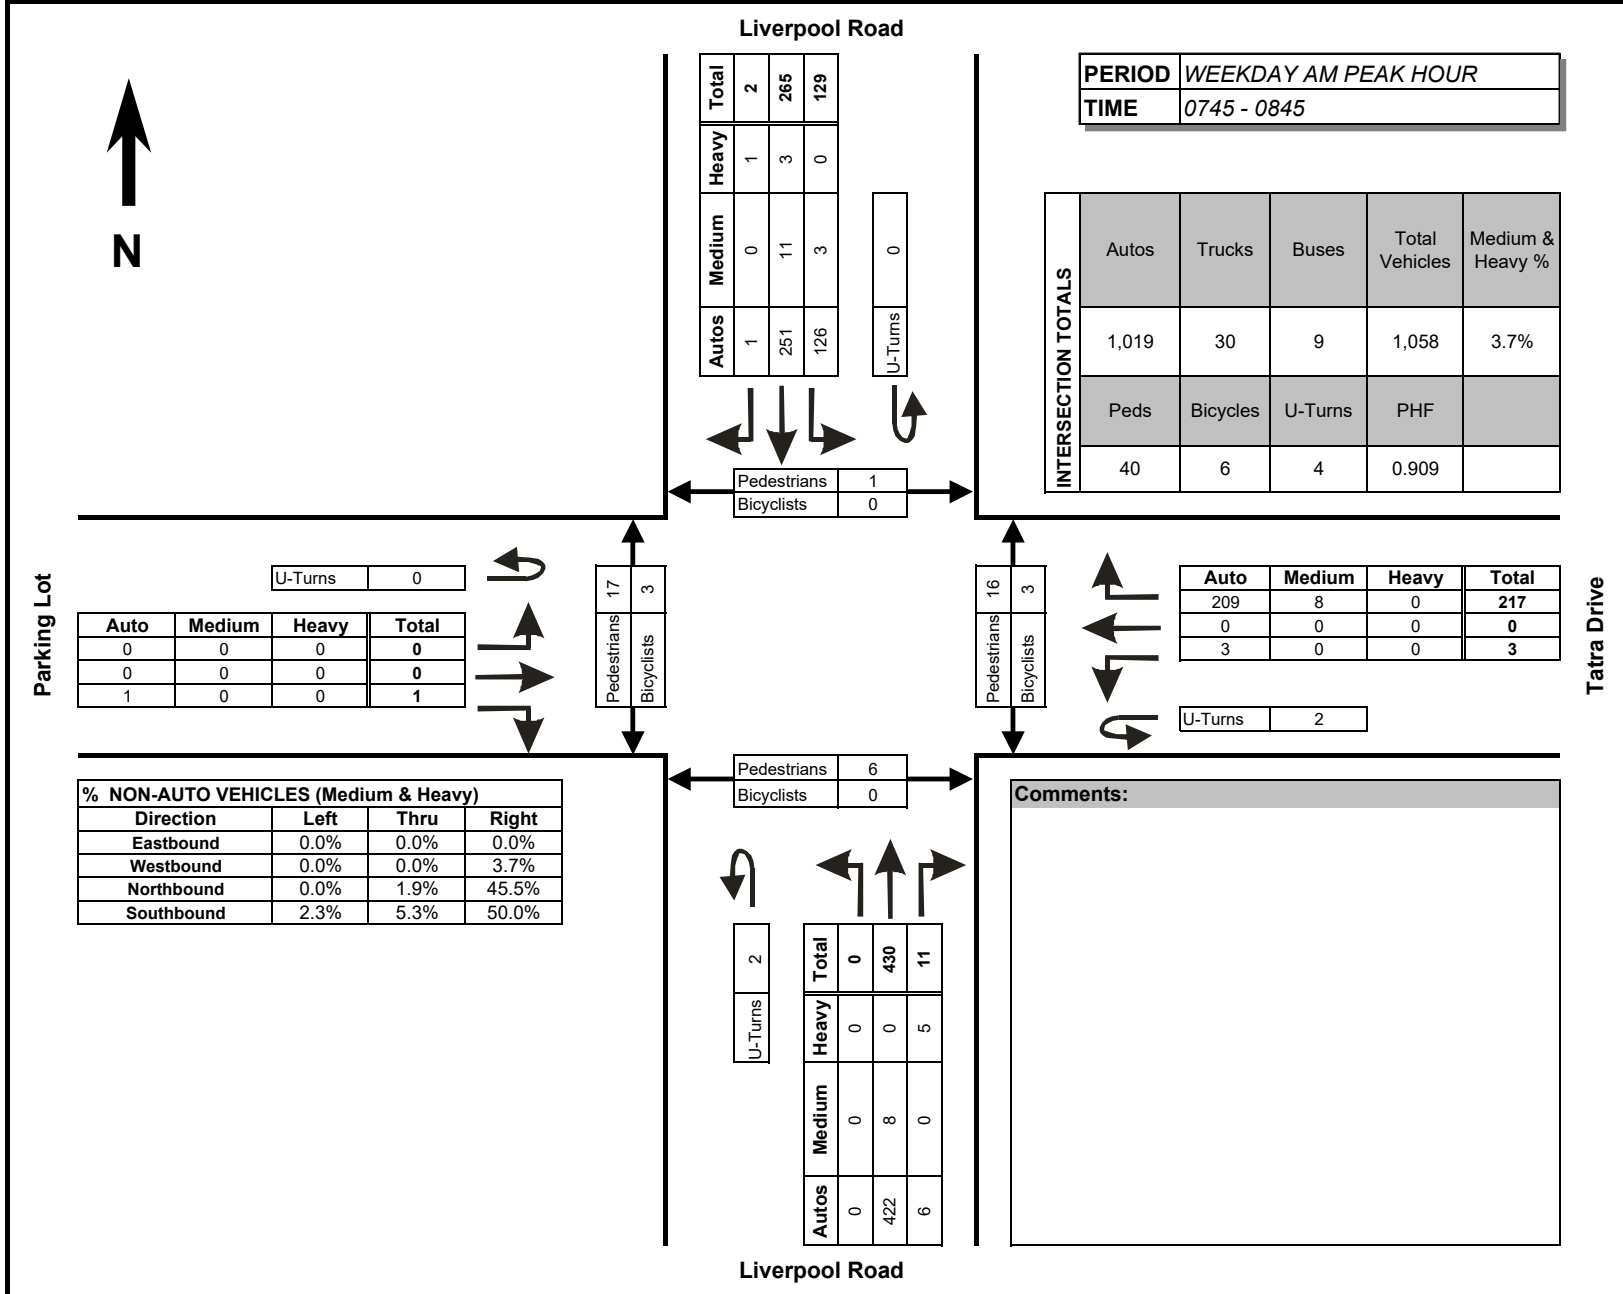 Liverpool Road
PERIOD WEEKDAY AM PEAK HOUR
TIME 0745 - 0845
N
Total 2 265 129
Heavy 1 3 0
Medium 0 11 3
Autos 1 251 126
U-Turns 0
INTERSECTION TOTALS
Autos Trucks Buses Total Vehicles Medium & Heavy %
1,019 30 9 1,058 3.7%
Peds Bicycles U-Turns PHF
40 6 4 0.909
Pedestrians 1
Bicyclists 0
Parking Lot
U-Turns 0
Auto Medium Heavy Total
0 0 0 0
0 0 0 0
1 0 0 1
Pedestrians 17
Bicyclists 3
Pedestrians 16
Bicyclists 3
Auto Medium Heavy Total
209 8 0 217
0 0 0 0
3 0 0 3
U-Turns 2
Tatra Drive
Pedestrians 6
Bicyclists 0
% NON-AUTO VEHICLES (Medium & Heavy)
Direction Left Thru Right
Eastbound 0.0% 0.0% 0.0%
Westbound 0.0% 0.0% 3.7%
Northbound 0.0% 1.9% 45.5%
Southbound 2.3% 5.3% 50.0%
Comments:
U-Turns 2
Total 0 430 11
Heavy 0 0 5
Medium 0 8 0
Autos 0 422 6
Liverpool Road